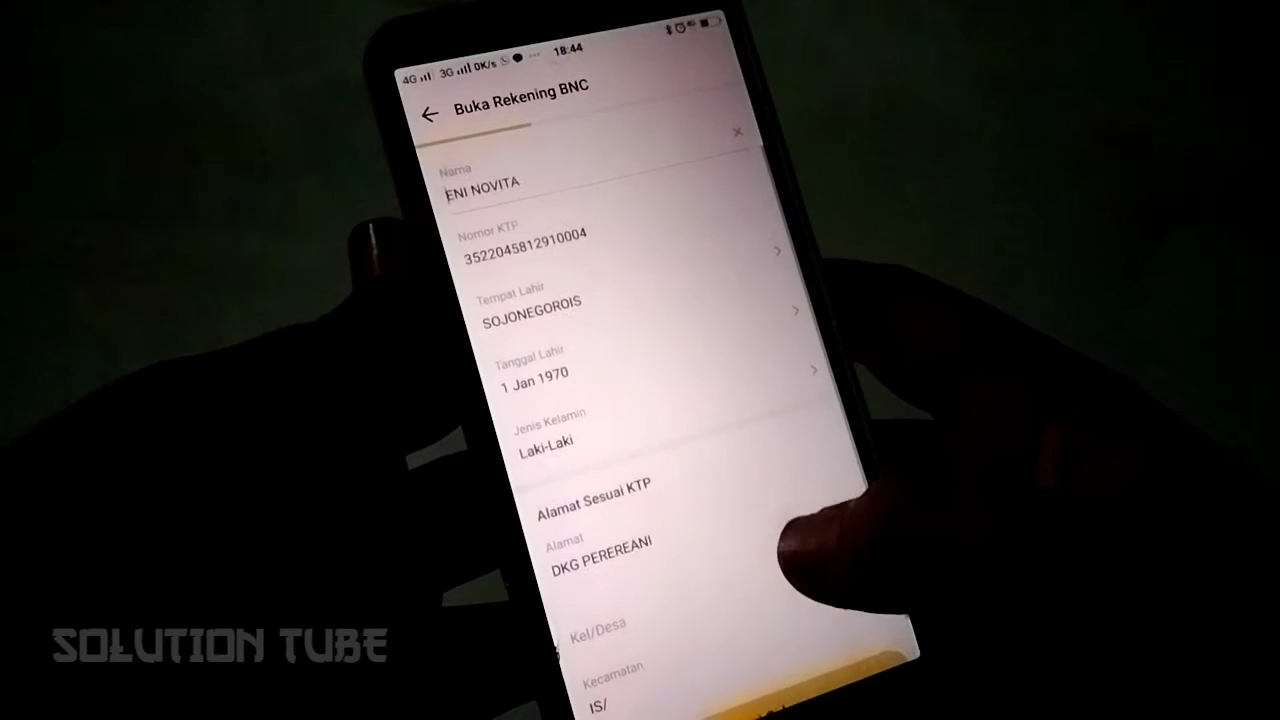 4G 3G 0K/s ... 18:44
Buka Rekening BNC
Nama
ENI NOVITA
Nomor KTP
3522045812910004
Tempat Lahir
SOJONEGOROIS
Tanggal Lahir
1 Jan 1970
Jenis Kelamin
Laki-Laki
Alamat Sesuai KTP
Alamat
DKG PEREREANI
Kel/Desa
Kecamatan
IS/
SOLUTION TUBE